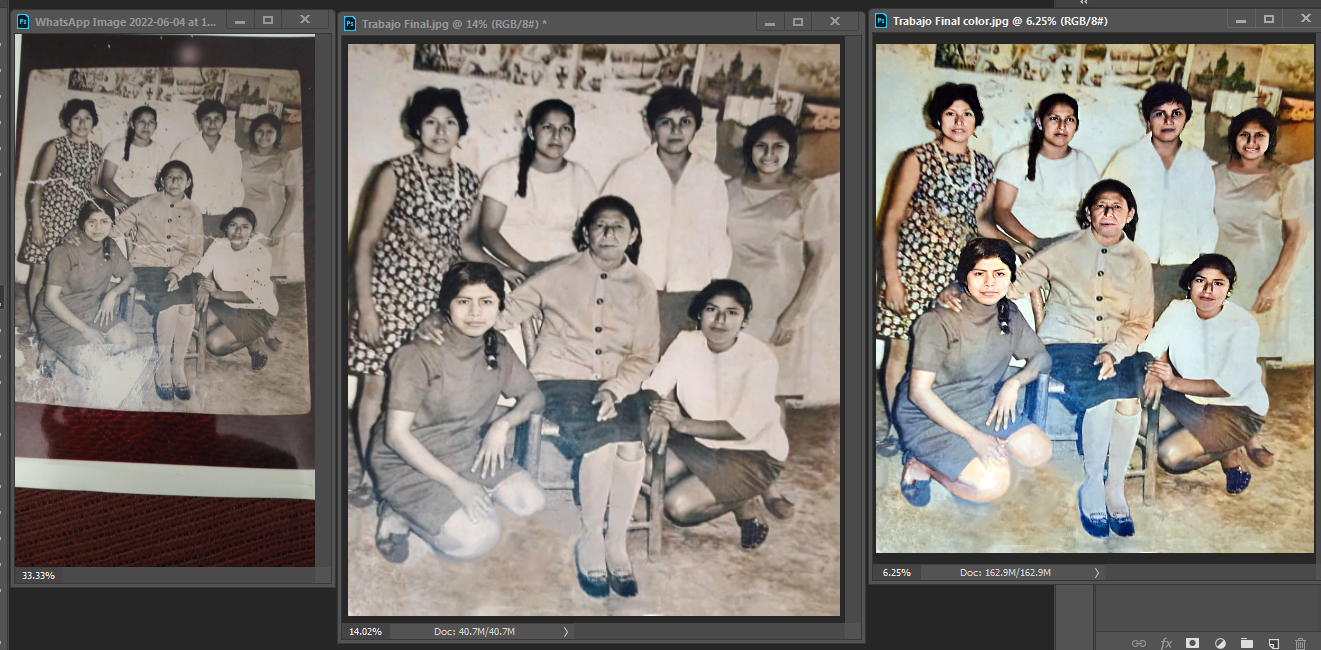 Ps WhatsApp Image 2022-06-04 at 1...
33.33%
Ps Trabajo Final.jpg @ 14% (RGB/8#) *
14.02% Doc: 40.7M/40.7M
Ps Trabajo Final color.jpg @ 6.25% (RGB/8#)
6.25% Doc: 162.9M/162.9M
fx